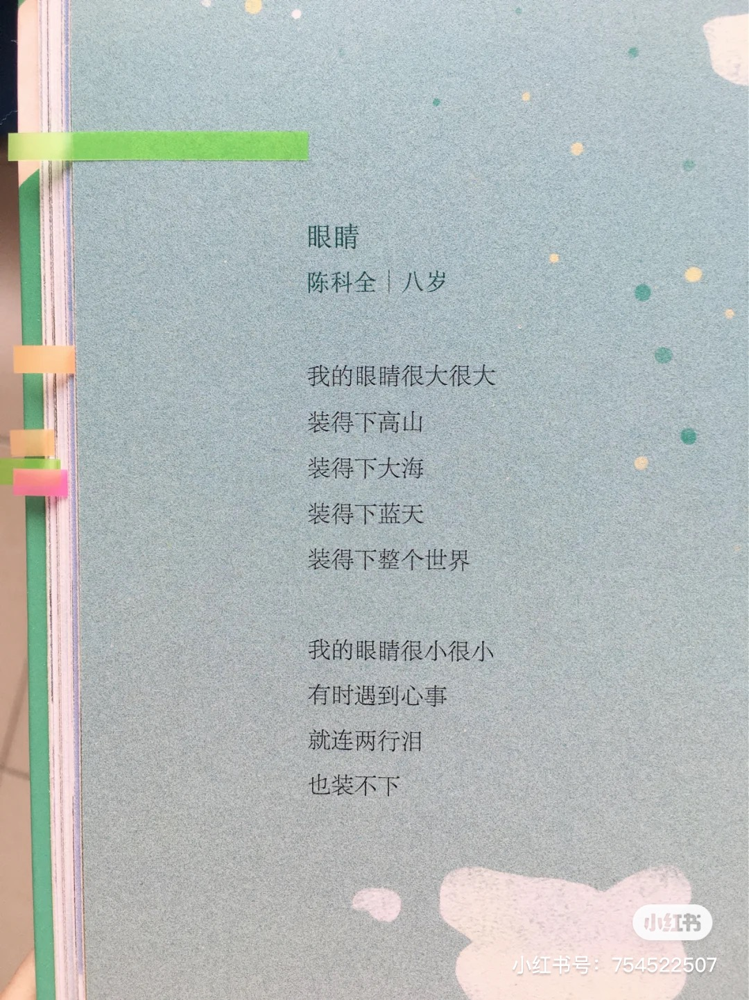 眼睛
陈科全｜八岁
我的眼睛很大很大
装得下高山
装得下大海
装得下蓝天
装得下整个世界
我的眼睛很小很小
有时遇到心事
就连两行泪
也装不下
小红书
小红书号：754522507